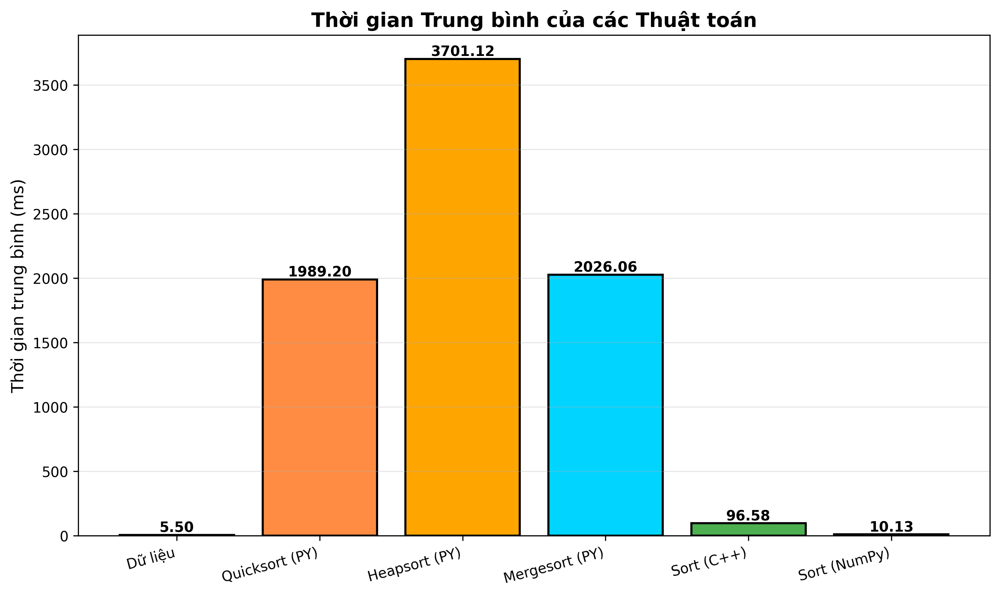 Thời gian Trung bình của các Thuật toán
Thời gian trung bình (ms)
3500
3000
2500
2000
1500
1000
500
0
5.50
1989.20
3701.12
2026.06
96.58
10.13
Dữ liệu
Quicksort (PY)
Heapsort (PY)
Mergesort (PY)
Sort (C++)
Sort (NumPy)